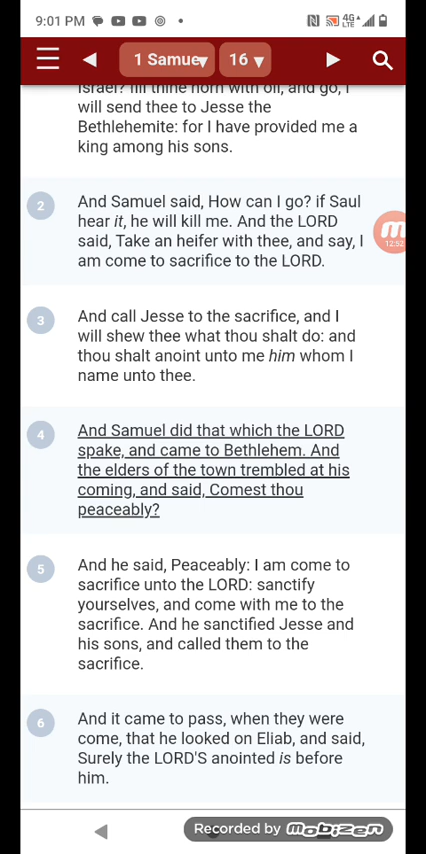 9:01 PM
4G
LTE
1 Samue
16
Israel? fill thine horn with oil, and go, I
will send thee to Jesse the
Bethlehemite: for I have provided me a
king among his sons.
2
And Samuel said, How can I go? if Saul
hear it, he will kill me. And the LORD
said, Take an heifer with thee, and say, I
am come to sacrifice to the LORD.
12:52
3
And call Jesse to the sacrifice, and I
will shew thee what thou shalt do: and
thou shalt anoint unto me him whom I
name unto thee.
4
And Samuel did that which the LORD
spake, and came to Bethlehem. And
the elders of the town trembled at his
coming, and said, Comest thou
peaceably?
5
And he said, Peaceably: I am come to
sacrifice unto the LORD: sanctify
yourselves, and come with me to the
sacrifice. And he sanctified Jesse and
his sons, and called them to the
sacrifice.
6
And it came to pass, when they were
come, that he looked on Eliab, and said,
Surely the LORD'S anointed is before
him.
Recorded by mobizen